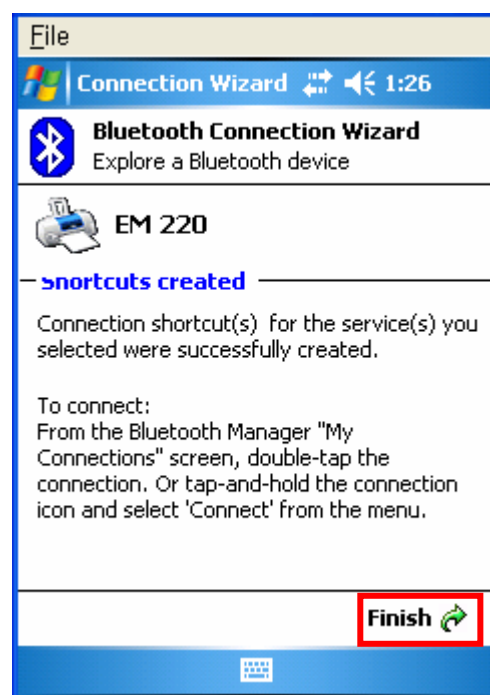 File
Connection Wizard 1:26
Bluetooth Connection Wizard
Explore a Bluetooth device
EM 220
Shortcuts created
Connection shortcut(s) for the service(s) you
selected were successfully created.
To connect:
From the Bluetooth Manager "My
Connections" screen, double-tap the
connection. Or tap-and-hold the connection
icon and select 'Connect' from the menu.
Finish